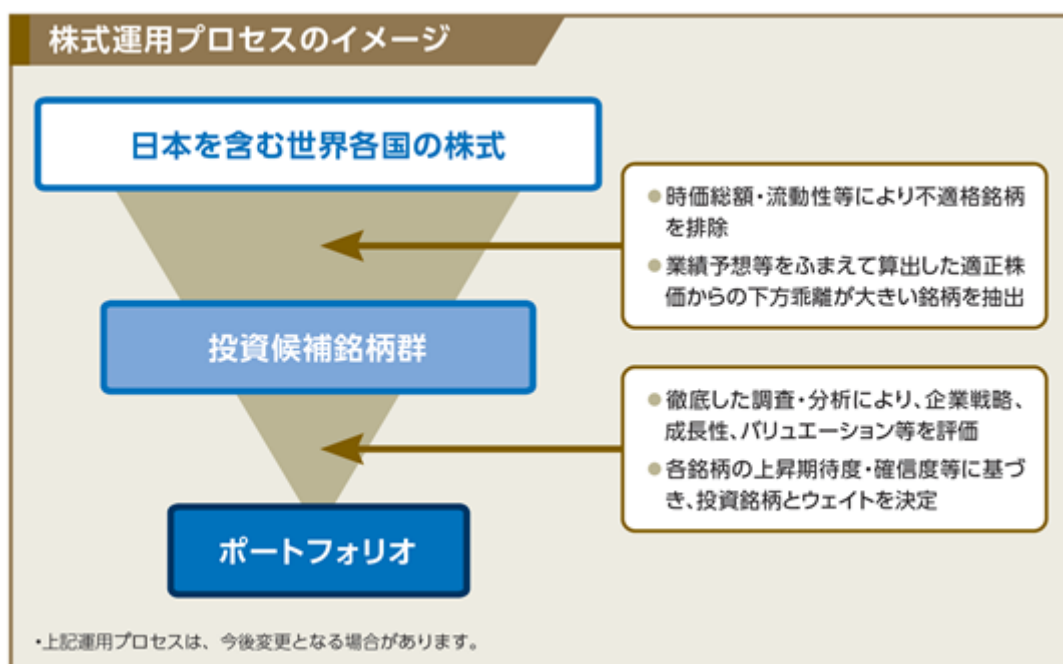 株式運用プロセスのイメージ
日本を含む世界各国の株式
●時価総額・流動性等により不適格銘柄
を排除
●業績予想等をふまえて算出した適正株
価からの下方乖離が大きい銘柄を抽出
投資候補銘柄群
●徹底した調査・分析により、企業戦略、
成長性、バリュエーション等を評価
●各銘柄の上昇期待度・確信度等に基づ
き、投資銘柄とウェイトを決定
ポートフォリオ
・上記運用プロセスは、今後変更となる場合があります。